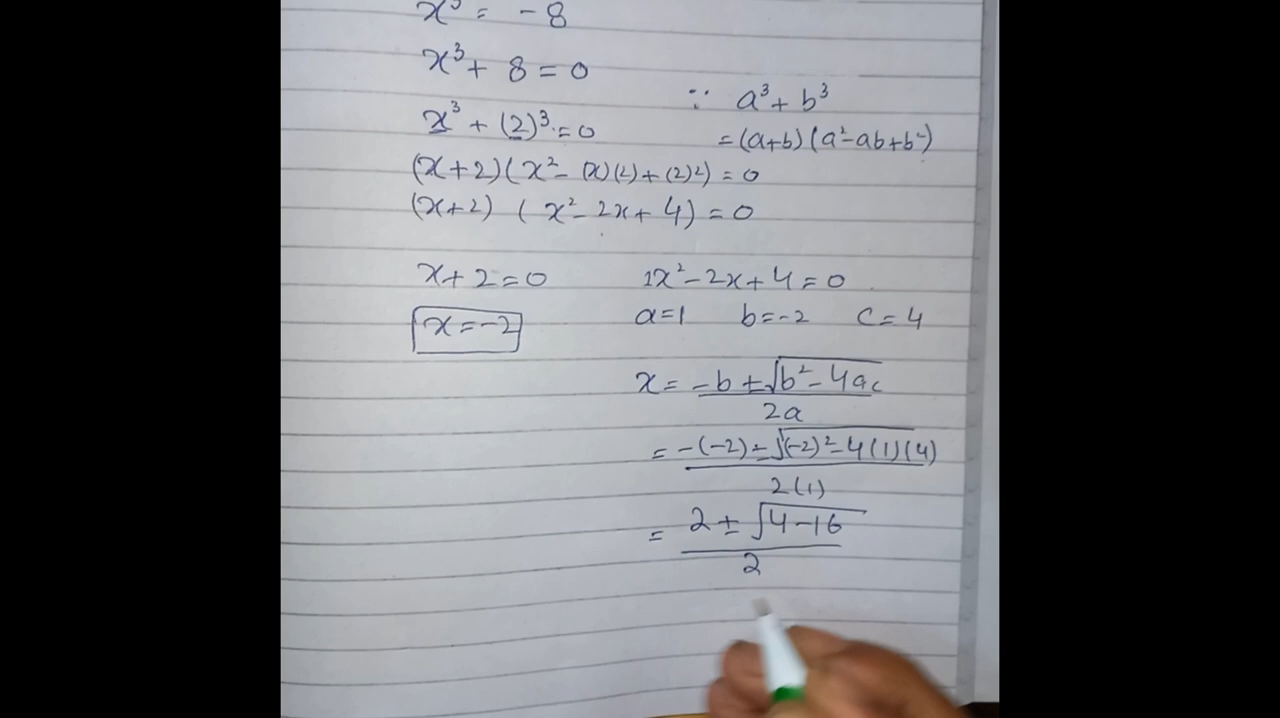 x³ = -8
x³ + 8 = 0
∵ a³ + b³
x³ + (2)³ = 0
= (a+b) (a² - ab + b²)
(x + 2) (x² - (x)(2) + (2)²) = 0
(x+2) ( x² - 2x + 4) = 0
x + 2 = 0
1x² - 2x + 4 = 0
x = -2
a=1 b=-2 c=4
x = -b ± √b² - 4ac
2a
= -(-2) ± √(-2)² - 4(1)(4)
2(1)
= 2 ± √4-16
2